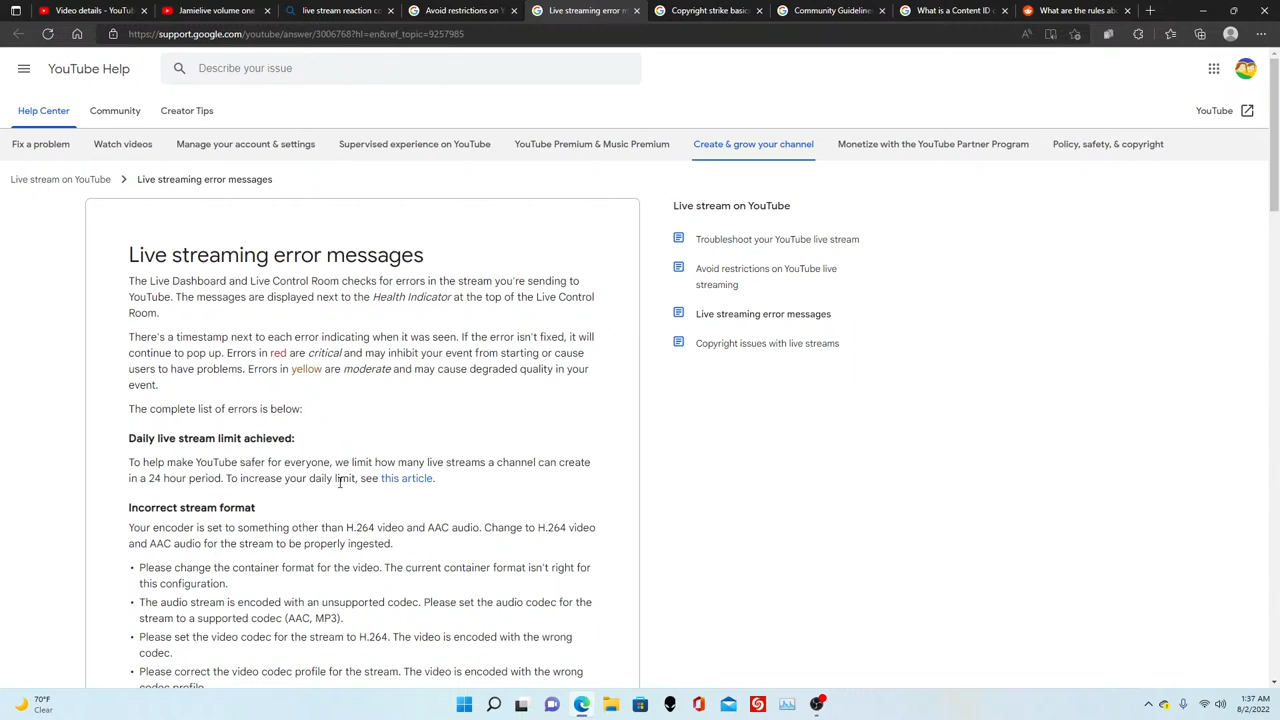 Video details - YouTube
Jamielive volume one
live stream reaction co
Avoid restrictions on Y
Live streaming error m
Copyright strike basic
Community Guideline
What is a Content ID c
What are the rules abo
https://support.google.com/youtube/answer/3006768?hl=en&ref_topic=9257985
YouTube Help
Describe your issue
Help Center
Community
Creator Tips
YouTube
Fix a problem
Watch videos
Manage your account & settings
Supervised experience on YouTube
YouTube Premium & Music Premium
Create & grow your channel
Monetize with the YouTube Partner Program
Policy, safety, & copyright
Live stream on YouTube
Live streaming error messages
Live streaming error messages
The Live Dashboard and Live Control Room checks for errors in the stream you're sending to
YouTube. The messages are displayed next to the Health Indicator at the top of the Live Control
Room.
There's a timestamp next to each error indicating when it was seen. If the error isn't fixed, it will
continue to pop up. Errors in red are critical and may inhibit your event from starting or cause
users to have problems. Errors in yellow are moderate and may cause degraded quality in your
event.
The complete list of errors is below:
Daily live stream limit achieved:
To help make YouTube safer for everyone, we limit how many live streams a channel can create
in a 24 hour period. To increase your daily limit, see this article.
Incorrect stream format
Your encoder is set to something other than H.264 video and AAC audio. Change to H.264 video
and AAC audio for the stream to be properly ingested.
• Please change the container format for the video. The current container format isn't right for
this configuration.
• The audio stream is encoded with an unsupported codec. Please set the audio codec for the
stream to a supported codec (AAC, MP3).
• Please set the video codec for the stream to H.264. The video is encoded with the wrong
codec.
• Please correct the video codec profile for the stream. The video is encoded with the wrong
codec profile.
Live stream on YouTube
Troubleshoot your YouTube live stream
Avoid restrictions on YouTube live
streaming
Live streaming error messages
Copyright issues with live streams
70°F
Clear
1:37 AM
8/2/2022